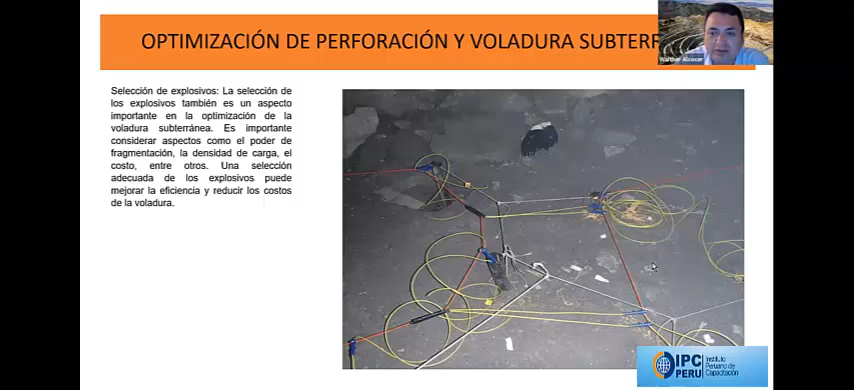 OPTIMIZACIÓN DE PERFORACIÓN Y VOLADURA SUBTERR
Walther Alcocer
Selección de explosivos: La selección de
los explosivos también es un aspecto
importante en la optimización de la
voladura subterránea. Es importante
considerar aspectos como el poder de
fragmentación, la densidad de carga, el
costo, entre otros. Una selección
adecuada de los explosivos puede
mejorar la eficiencia y reducir los costos
de la voladura.
IPC
PERU
Instituto
Peruano de
Capacitación